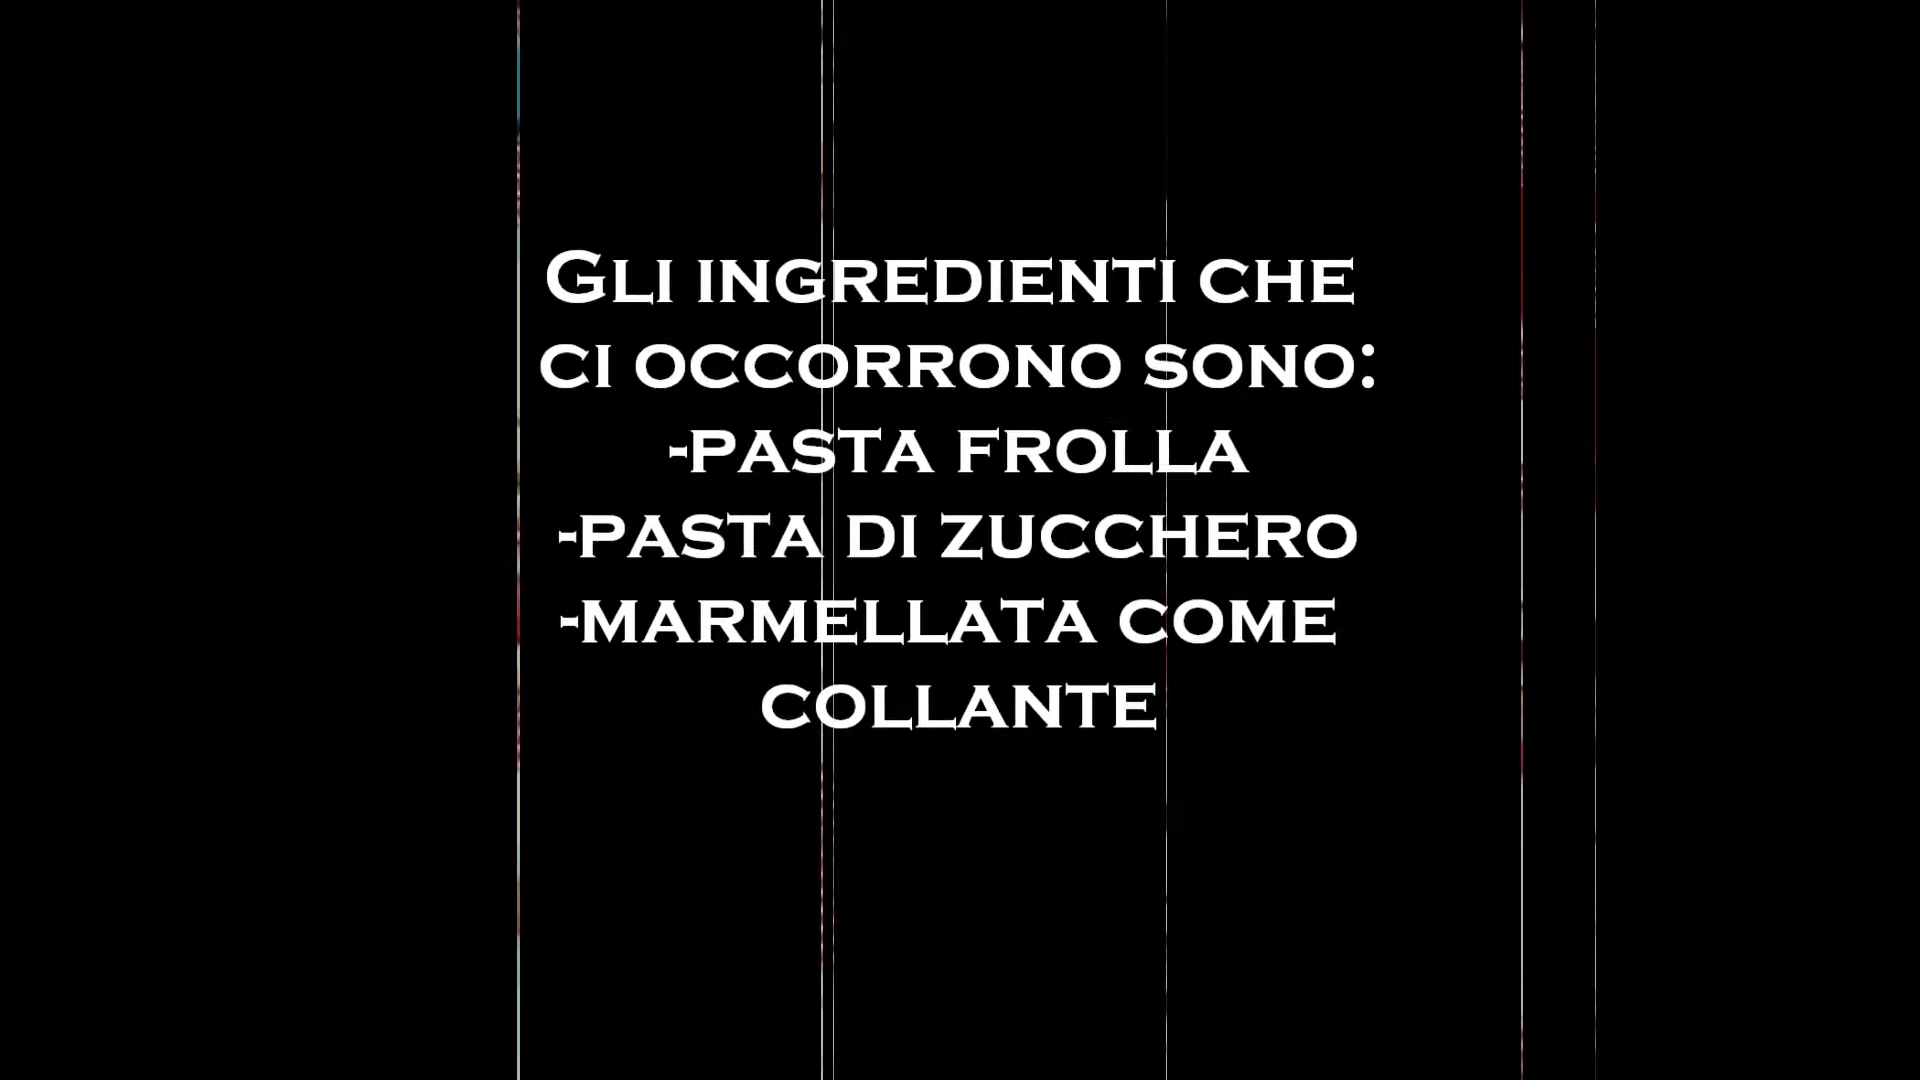 Gli ingredienti che
ci occorrono sono:
-pasta frolla
-pasta di zucchero
-marmellata come
collante